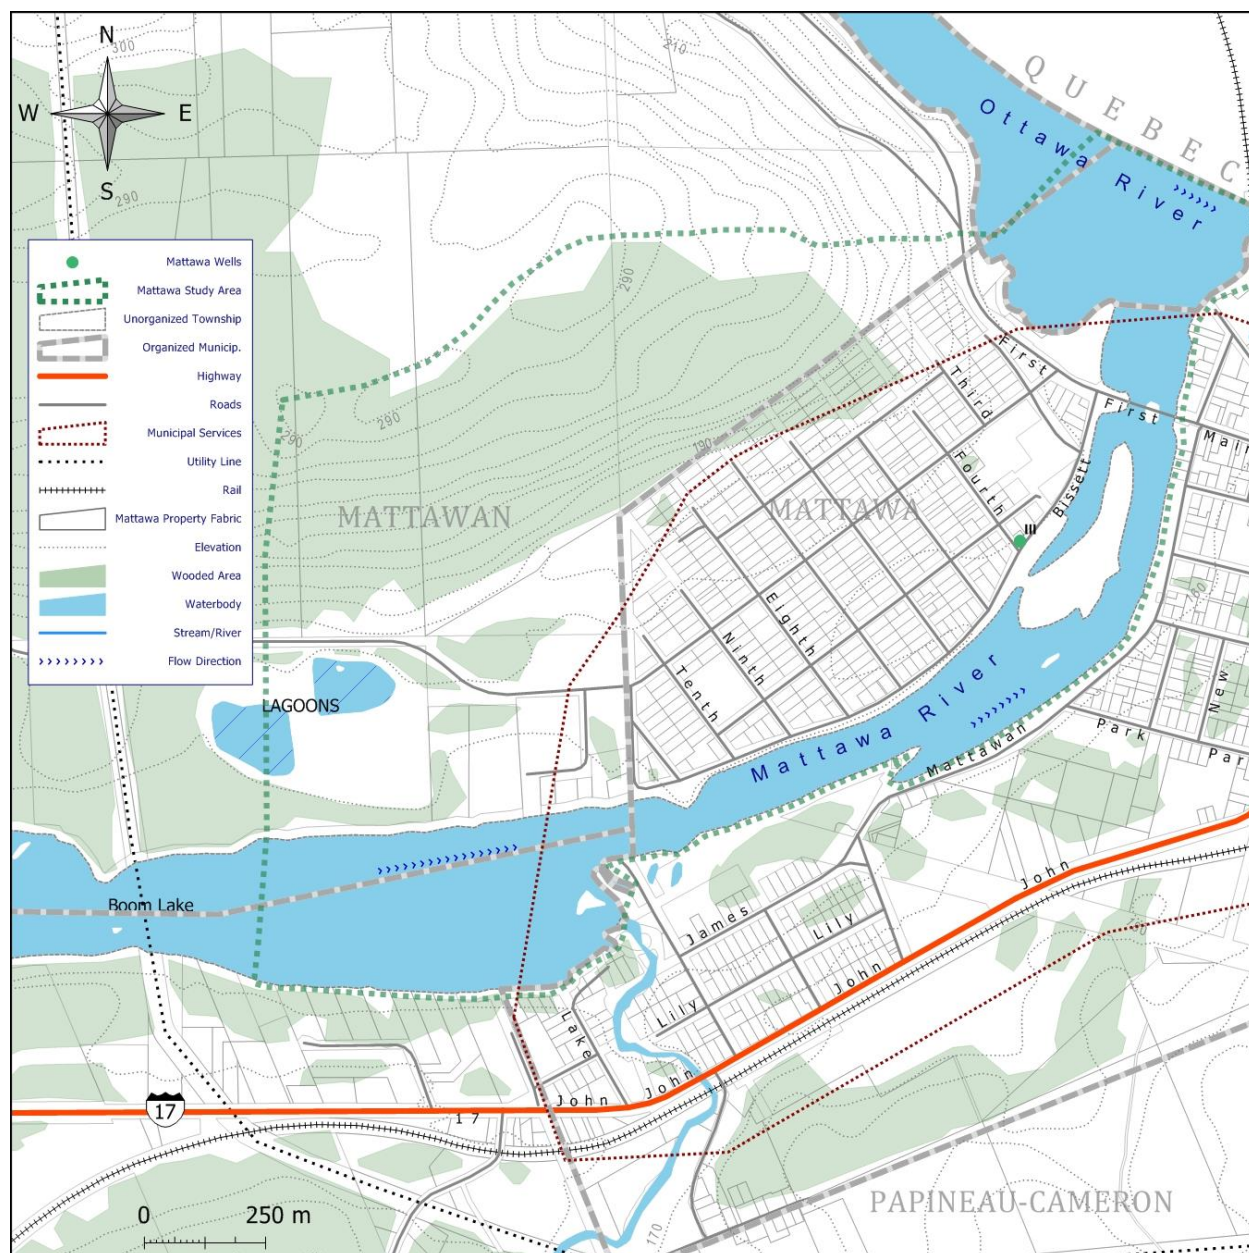 N
W E
S
300
210
290
QUEBEC
Ottawa River
Mattawa Wells
Mattawa Study Area
Unorganized Township
Organized Municip.
Highway
Roads
Municipal Services
Utility Line
Rail
Mattawa Property Fabric
Elevation
Wooded Area
Waterbody
Stream/River
Flow Direction
290
290
290
190
First
Third
First
Main
Fourth
Bissett
MATTAWAN
MATTAWA
III
180
Eighth
Ninth
Tenth
LAGOONS
Mattawa River
Mattawan
Park
New
Par
Boom Lake
John
James
Lily
John
Lily
Lake
John
John
17
17
170
PAPINEAU-CAMERON
0 250 m